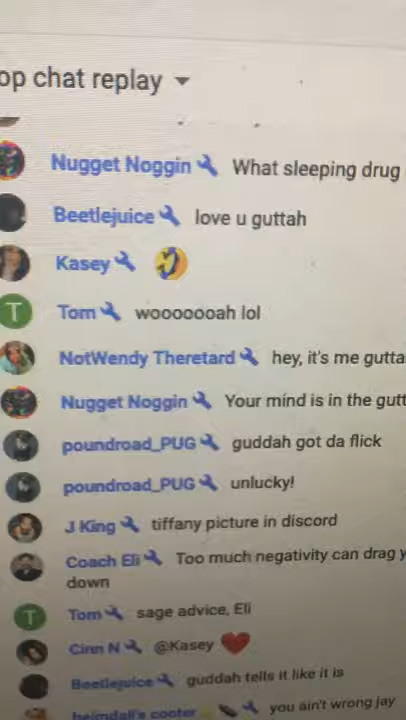 op chat replay
Nugget Noggin What sleeping drug
Beetlejuice love u guttah
Kasey 🤣
T Tom wooooooah lol
NotWendy Theretard hey, it's me gutta
Nugget Noggin Your mind is in the gutt
poundroad_PUG guddah got da flick
poundroad_PUG unlucky!
J King tiffany picture in discord
Coach Eli Too much negativity can drag y
down
T Tom sage advice, Eli
Cinn N @Kasey ❤️
Beetlejuice guddah tells it like it is
heimdall's cooter you ain't wrong jay